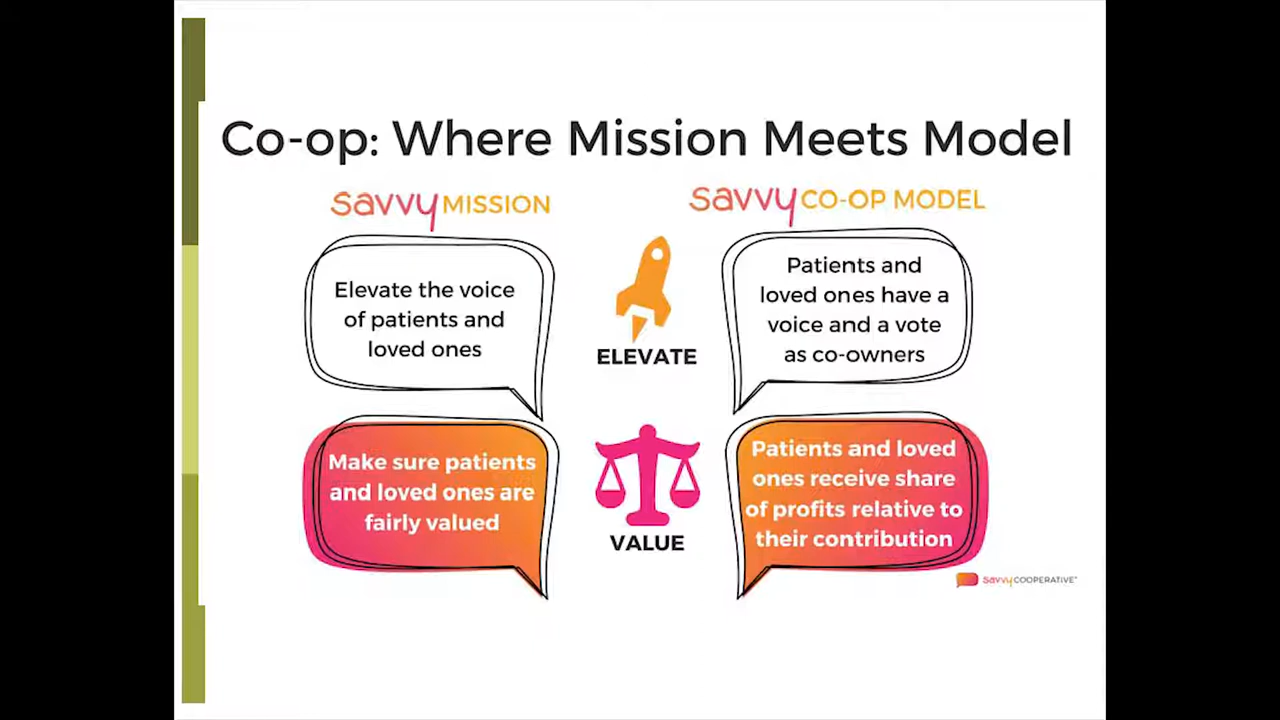 Co-op: Where Mission Meets Model
savvy MISSION
savvy CO-OP MODEL
Elevate the voice
of patients and
loved ones
ELEVATE
Patients and
loved ones have a
voice and a vote
as co-owners
Make sure patients
and loved ones are
fairly valued
VALUE
Patients and loved
ones receive share
of profits relative to
their contribution
savvy COOPERATIVE™